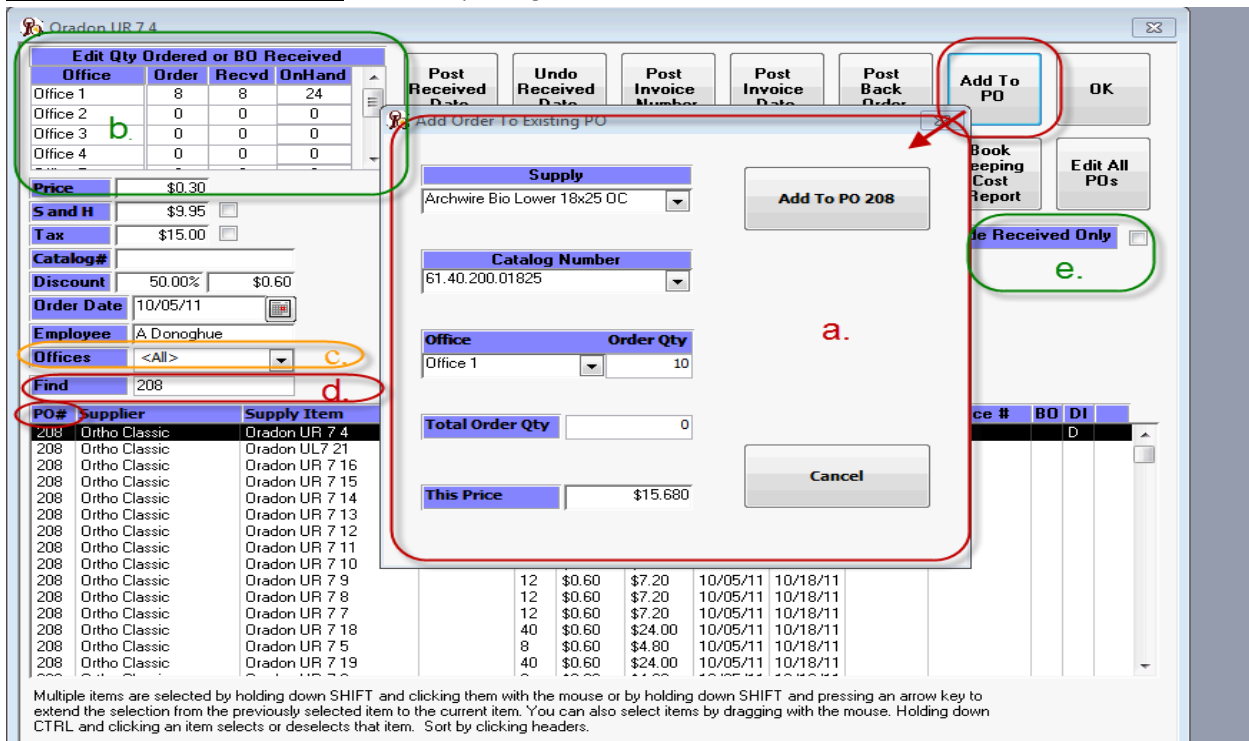 Oradon UR 7 4
Edit Qty Ordered or BO Received
Office Order Recvd OnHand
Office 1 8 8 24
Office 2 0 0 0
Office 3 0 0 0
Office 4 0 0 0
b.
Post Received Date
Undo Received Date
Post Invoice Number
Post Invoice Date
Post Back Order
Add To PO
OK
Book eeping Cost Report
Edit All POs
Price $0.30
S and H $9.95
Tax $15.00
Catalog#
Discount 50.00% $0.60
Order Date 10/05/11
Employee A Donoghue
Offices <All> c.
Find 208 d.
de Received Only
e.
Add Order To Existing PO
Supply
Archwire Bio Lower 18x25 OC
Add To PO 208
Catalog Number
61.40.200.01825
a.
Office Order Qty
Office 1 10
Total Order Qty 0
Cancel
This Price $15.680
PO# Supplier Supply Item ce # BO DI
208 Ortho Classic Oradon UR 7 4 D
208 Ortho Classic Oradon UL7 21
208 Ortho Classic Oradon UR 7 16
208 Ortho Classic Oradon UR 7 15
208 Ortho Classic Oradon UR 7 14
208 Ortho Classic Oradon UR 7 13
208 Ortho Classic Oradon UR 7 12
208 Ortho Classic Oradon UR 7 11
208 Ortho Classic Oradon UR 7 10
208 Ortho Classic Oradon UR 7 9 12 $0.60 $7.20 10/05/11 10/18/11
208 Ortho Classic Oradon UR 7 8 12 $0.60 $7.20 10/05/11 10/18/11
208 Ortho Classic Oradon UR 7 7 12 $0.60 $7.20 10/05/11 10/18/11
208 Ortho Classic Oradon UR 7 18 40 $0.60 $24.00 10/05/11 10/18/11
208 Ortho Classic Oradon UR 7 5 8 $0.60 $4.80 10/05/11 10/18/11
208 Ortho Classic Oradon UR 7 19 40 $0.60 $24.00 10/05/11 10/18/11
Multiple items are selected by holding down SHIFT and clicking them with the mouse or by holding down SHIFT and pressing an arrow key to
extend the selection from the previously selected item to the current item. You can also select items by dragging with the mouse. Holding down
CTRL and clicking an item selects or deselects that item. Sort by clicking headers.